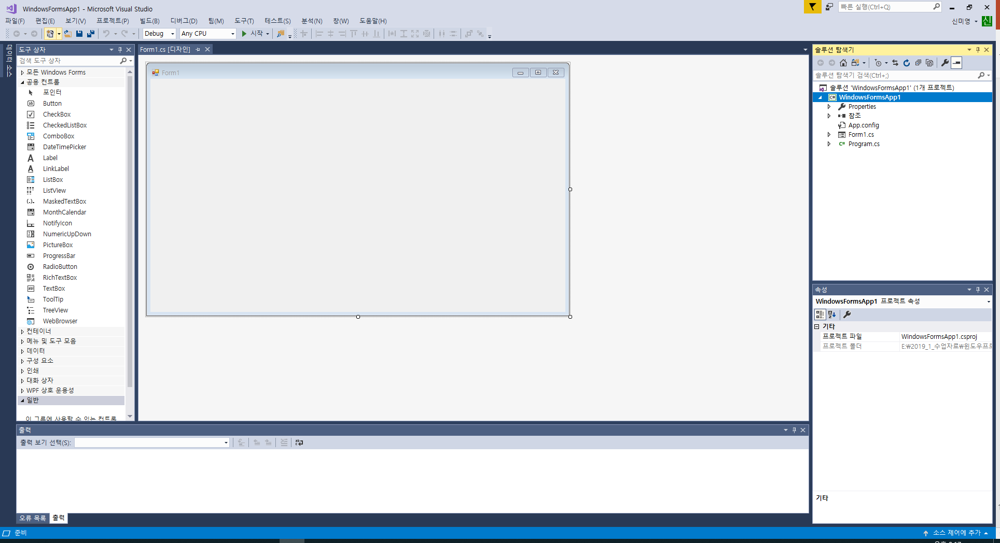 WindowsFormsApp1 - Microsoft Visual Studio
빠른 실행(Ctrl+Q)
파일(F) 편집(E) 보기(V) 프로젝트(P) 빌드(B) 디버그(D) 팀(M) 도구(T) 테스트(S) 분석(N) 창(W) 도움말(H)
신미영 신
Debug Any CPU 시작
데이터 소스
도구 상자
검색 도구 상자
모든 Windows Forms
공용 컨트롤
포인터
Button
CheckBox
CheckedListBox
ComboBox
DateTimePicker
Label
LinkLabel
ListBox
ListView
MaskedTextBox
MonthCalendar
NotifyIcon
NumericUpDown
PictureBox
ProgressBar
RadioButton
RichTextBox
TextBox
ToolTip
TreeView
WebBrowser
컨테이너
메뉴 및 도구 모음
데이터
구성 요소
인쇄
대화 상자
WPF 상호 운용성
일반
이 그룹에 사용할 수 있는 컨트롤
Form1.cs [디자인]
Form1
솔루션 탐색기
솔루션 탐색기 검색(Ctrl+;)
솔루션 'WindowsFormsApp1' (1개 프로젝트)
WindowsFormsApp1
Properties
참조
App.config
Form1.cs
Program.cs
속성
WindowsFormsApp1 프로젝트 속성
기타
프로젝트 파일 WindowsFormsApp1.csproj
프로젝트 폴더 E:₩2019_1_수업자료₩윈도우프로
기타
출력
출력 보기 선택(S):
오류 목록 출력
준비
소스 제어에 추가